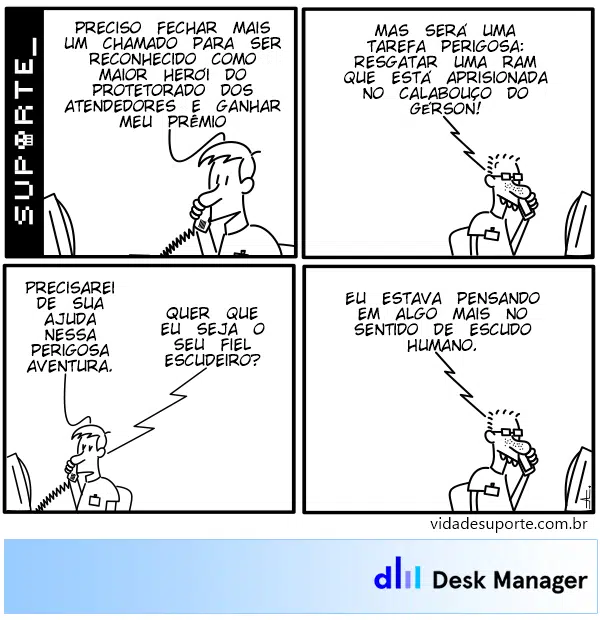 SUPORTE_
PRECISO FECHAR MAIS
UM CHAMADO PARA SER
RECONHECIDO COMO
MAIOR HERÓI DO
PROTETORADO DOS
ATENDEDORES E GANHAR
MEU PRÊMIO
MAS SERÁ UMA
TAREFA PERIGOSA:
RESGATAR UMA RAM
QUE ESTÁ APRISIONADA
NO CALABOUÇO DO
GÉRSON!
PRECISAREI
DE SUA
AJUDA
NESSA
PERIGOSA
AVENTURA.
QUER QUE
EU SEJA O
SEU FIEL
ESCUDEIRO?
EU ESTAVA PENSANDO
EM ALGO MAIS NO
SENTIDO DE ESCUDO
HUMANO.
vidadesuporte.com.br
Desk Manager